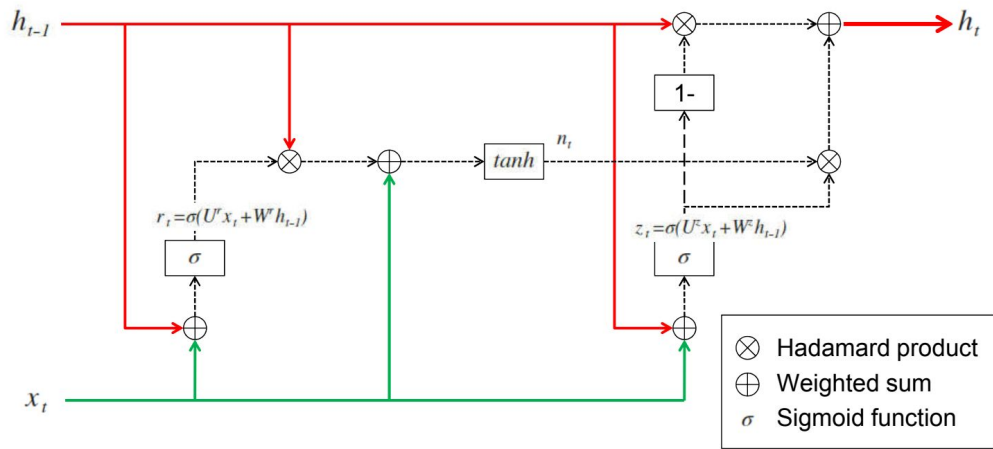 h_{t-1}
h_t
1-
tanh
n_t
r_t=σ(U^r x_t+W^r h_{t-1})
z_t=σ(U^z x_t+W^z h_{t-1})
σ
σ
x_t
⊗ Hadamard product
⊕ Weighted sum
σ Sigmoid function